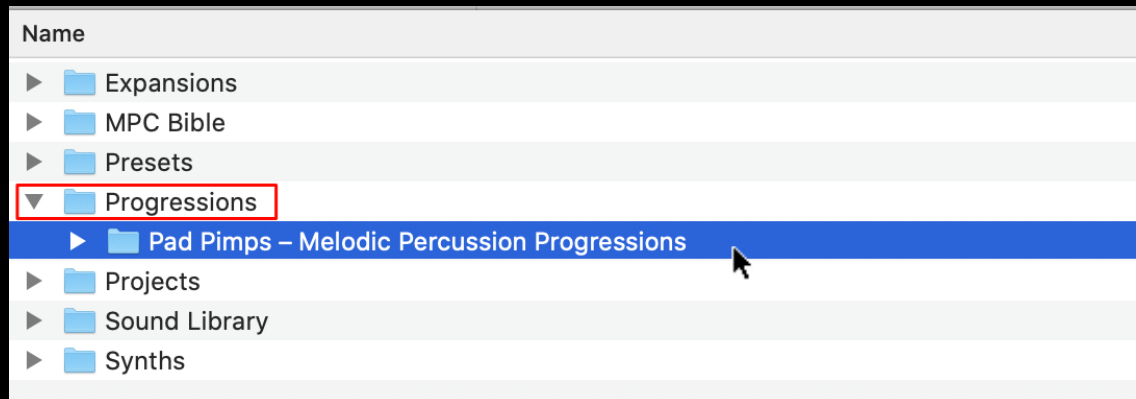 Name
Expansions
MPC Bible
Presets
Progressions
Pad Pimps – Melodic Percussion Progressions
Projects
Sound Library
Synths